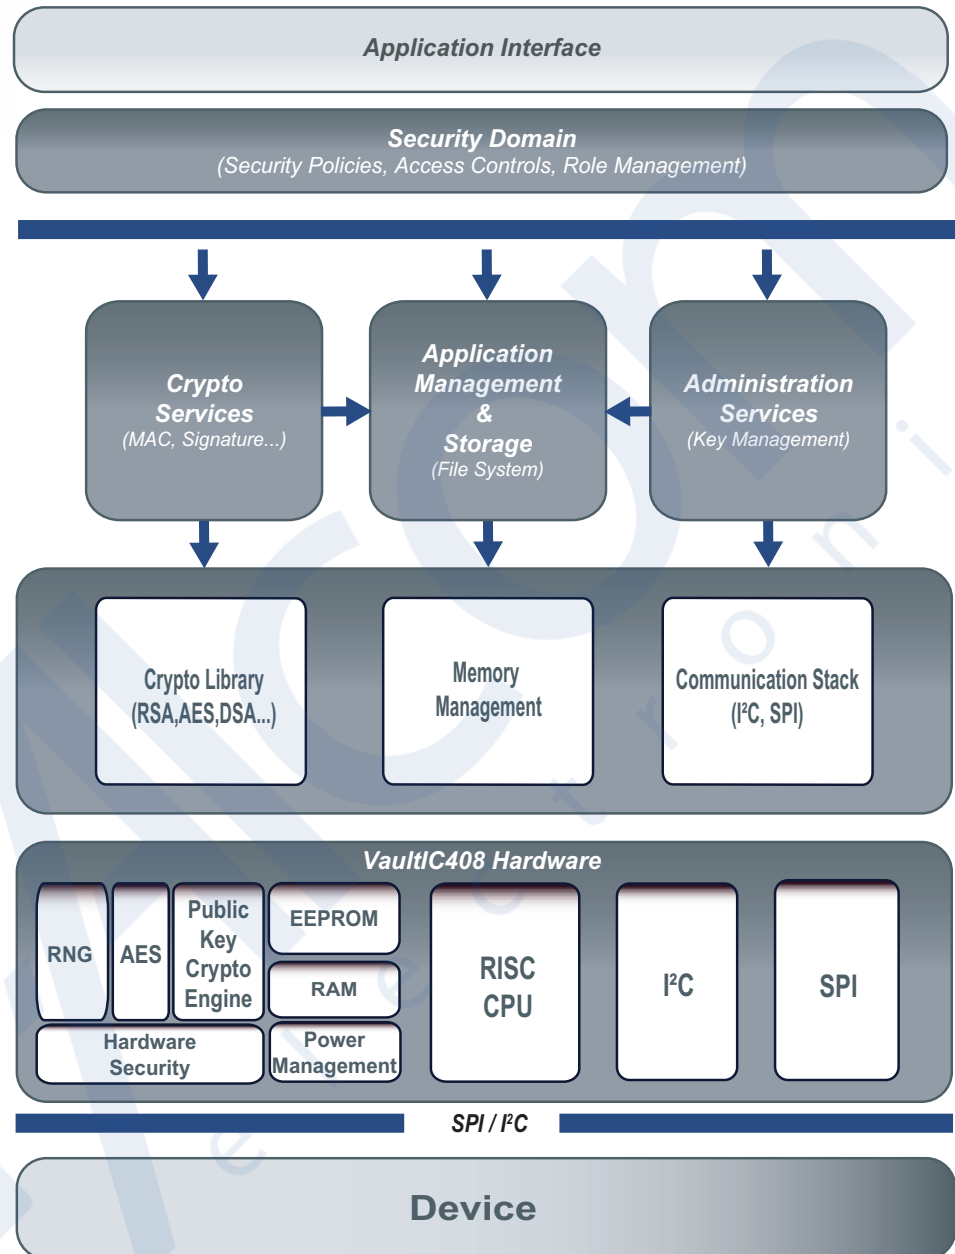 Application Interface
Security Domain
(Security Policies, Access Controls, Role Management)
Crypto
Services
(MAC, Signature...)
Application
Management
&
Storage
(File System)
Administration
Services
(Key Management)
Crypto Library
(RSA,AES,DSA...)
Memory
Management
Communication Stack
(I²C, SPI)
VaultIC408 Hardware
RNG
AES
Public
Key
Crypto
Engine
EEPROM
RAM
Hardware
Security
Power
Management
RISC
CPU
I²C
SPI
SPI / I²C
Device